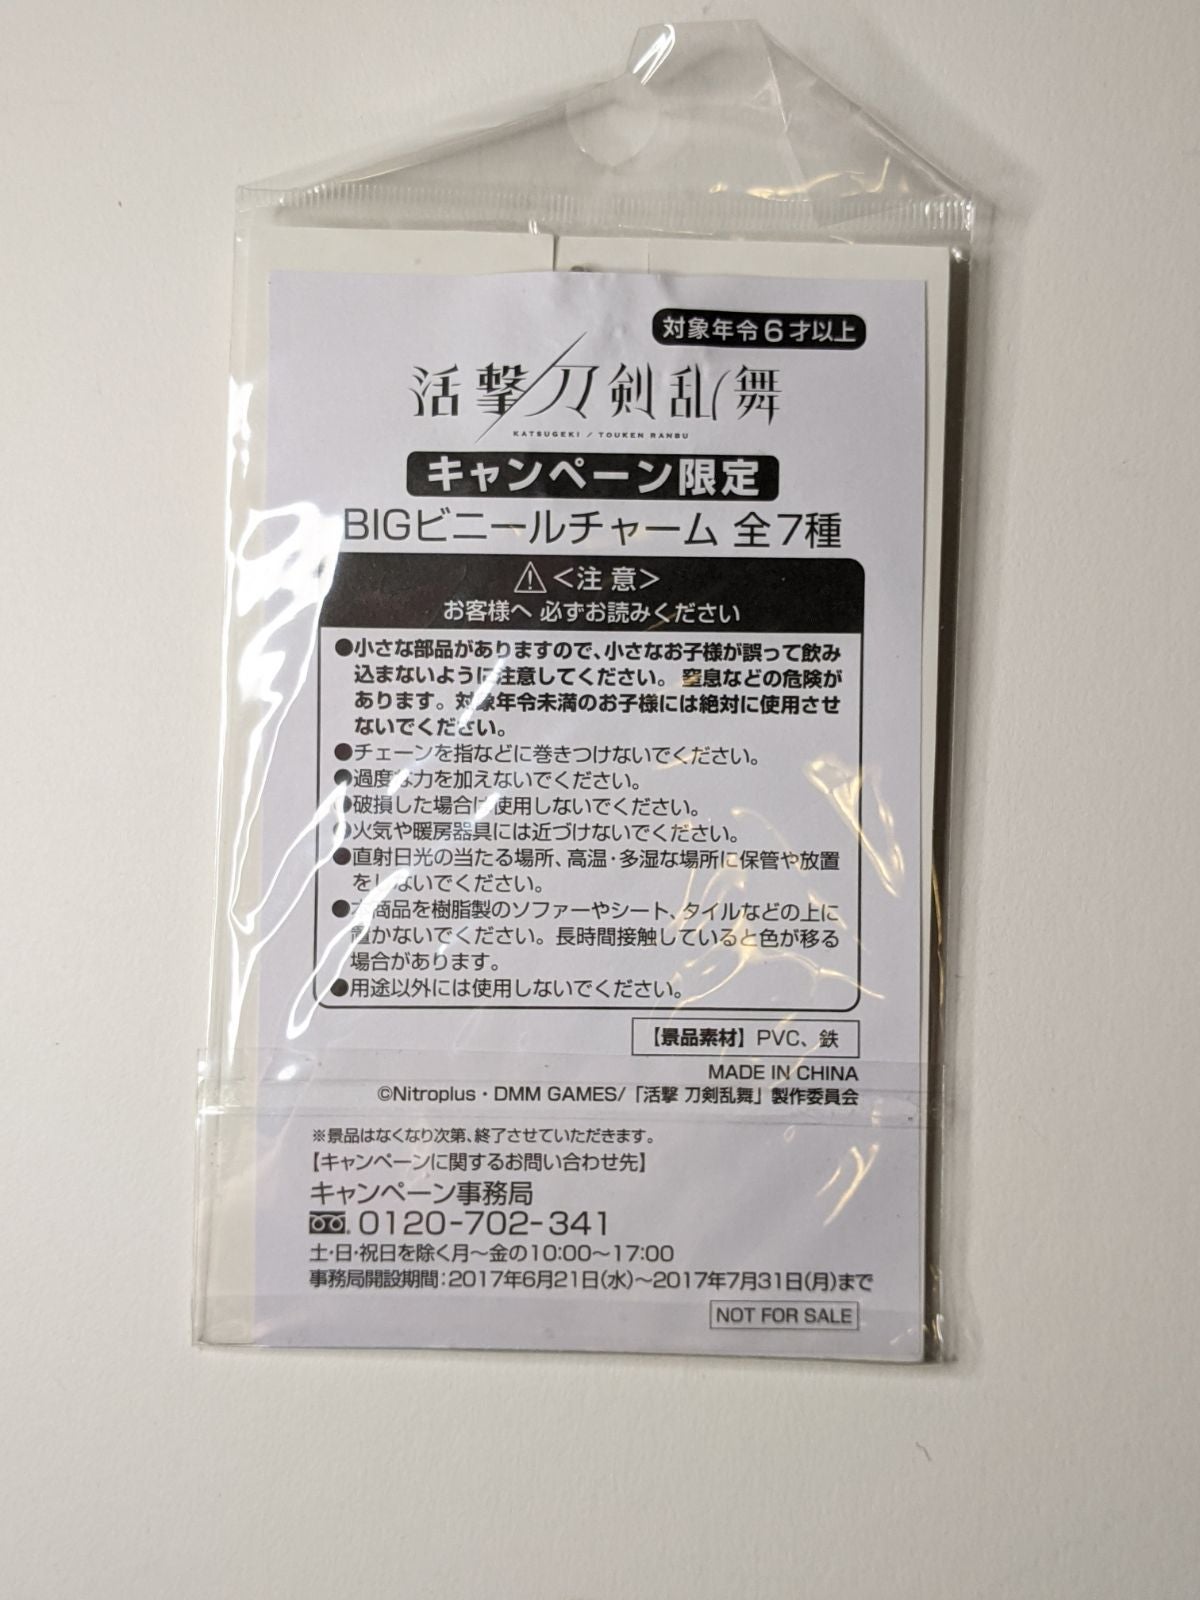 対象年令6才以上
活撃 刀剣乱舞
KATSUGEKI / TOUKEN RANBU
キャンペーン限定
BIGビニールチャーム 全7種
<注 意>
お客様へ 必ずお読みください
●小さな部品がありますので、小さなお子様が誤って飲み
込まないように注意してください。 窒息などの危険が
あります。対象年令未満のお子様には絶対に使用させ
ないでください。
●チェーンを指などに巻きつけないでください。
●過度な力を加えないでください。
●破損した場合は使用しないでください。
●火気や暖房器具には近づけないでください。
●直射日光の当たる場所、高温・多湿な場所に保管や放置
をしないでください。
●本商品を樹脂製のソファーやシート、タイルなどの上に
置かないでください。長時間接触していると色が移る
場合があります。
●用途以外には使用しないでください。
【景品素材】PVC、鉄
MADE IN CHINA
©Nitroplus・DMM GAMES/「活撃 刀剣乱舞」製作委員会
※景品はなくなり次第、終了させていただきます。
【キャンペーンに関するお問い合わせ先】
キャンペーン事務局
0120-702-341
土・日・祝日を除く月～金の10:00～17:00
事務局開設期間：2017年6月21日(水)～2017年7月31日(月)まで
NOT FOR SALE